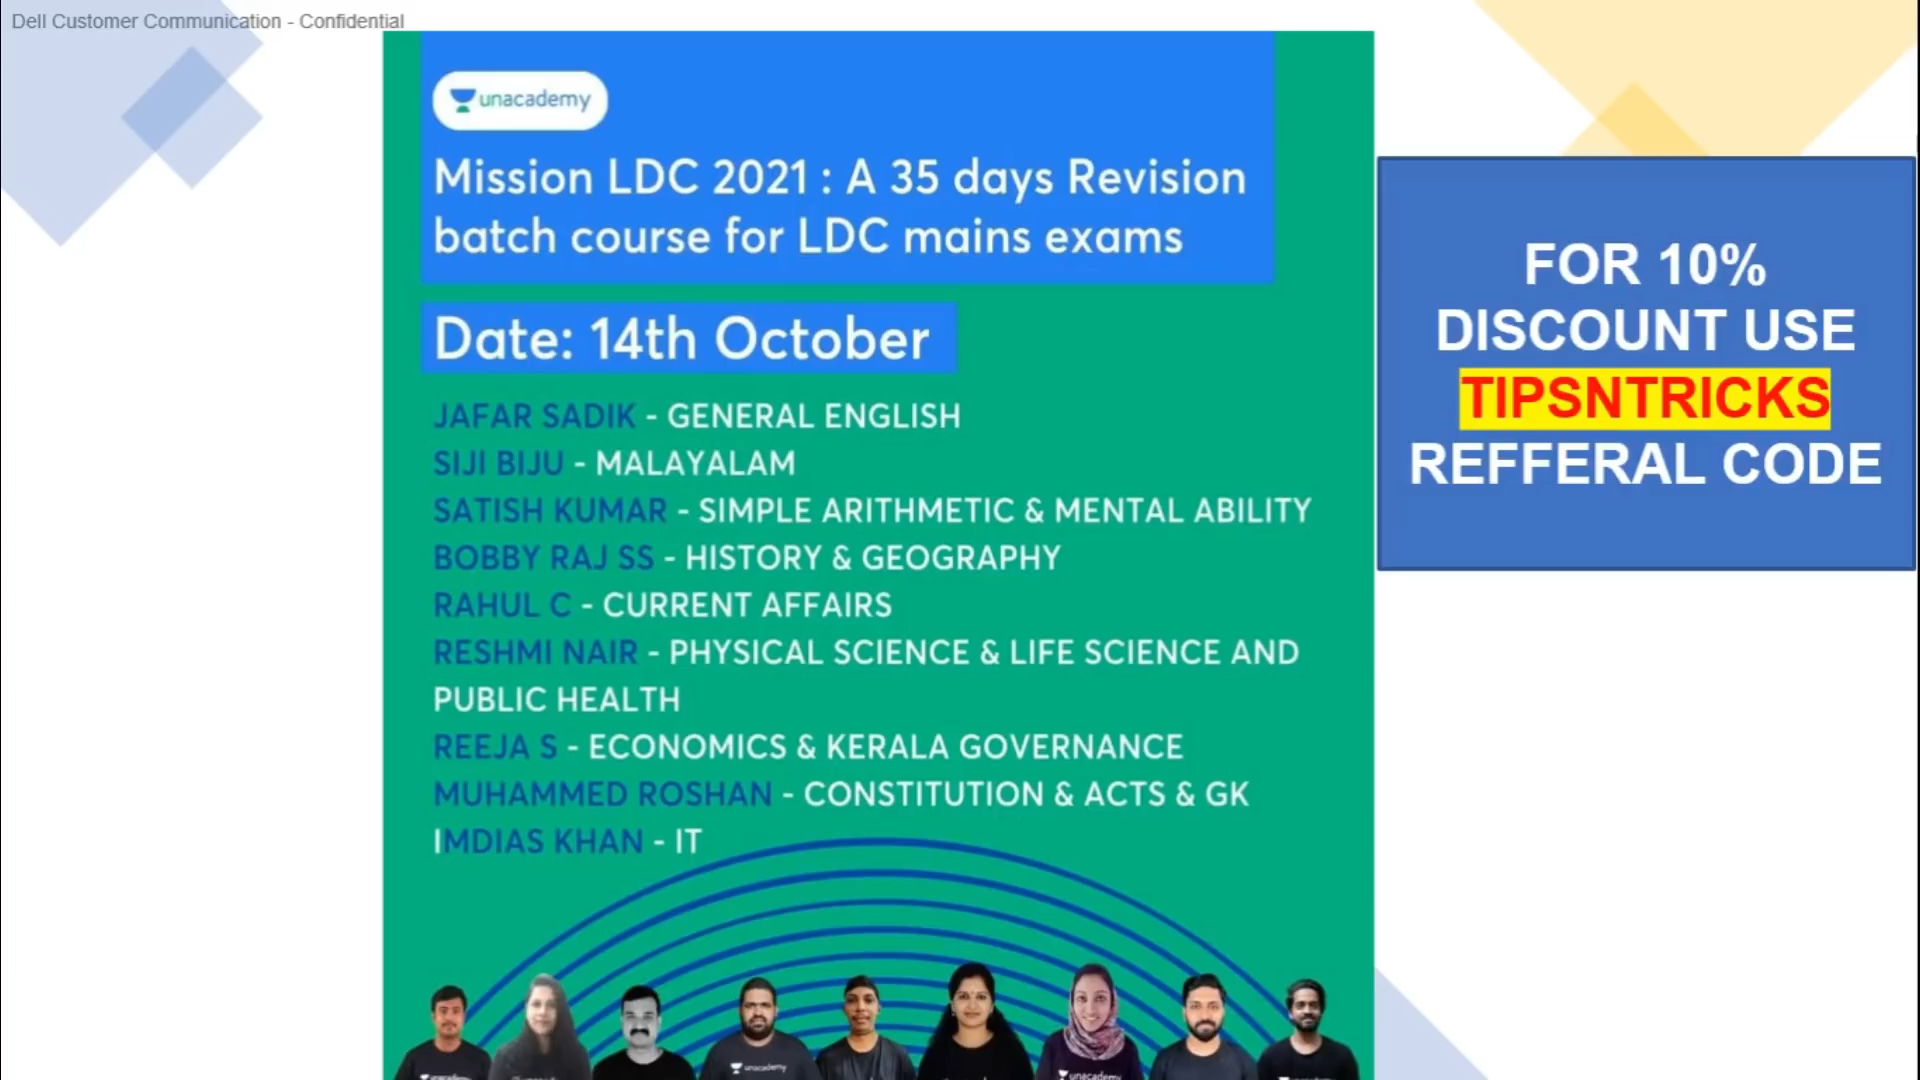 Dell Customer Communication - Confidential
unacademy
Mission LDC 2021 : A 35 days Revision
batch course for LDC mains exams
Date: 14th October
JAFAR SADIK - GENERAL ENGLISH
SIJI BIJU - MALAYALAM
SATISH KUMAR - SIMPLE ARITHMETIC & MENTAL ABILITY
BOBBY RAJ SS - HISTORY & GEOGRAPHY
RAHUL C - CURRENT AFFAIRS
RESHMI NAIR - PHYSICAL SCIENCE & LIFE SCIENCE AND
PUBLIC HEALTH
REEJA S - ECONOMICS & KERALA GOVERNANCE
MUHAMMED ROSHAN - CONSTITUTION & ACTS & GK
IMDIAS KHAN - IT
FOR 10%
DISCOUNT USE
TIPSNTRICKS
REFFERAL CODE
unacademy
unacademy